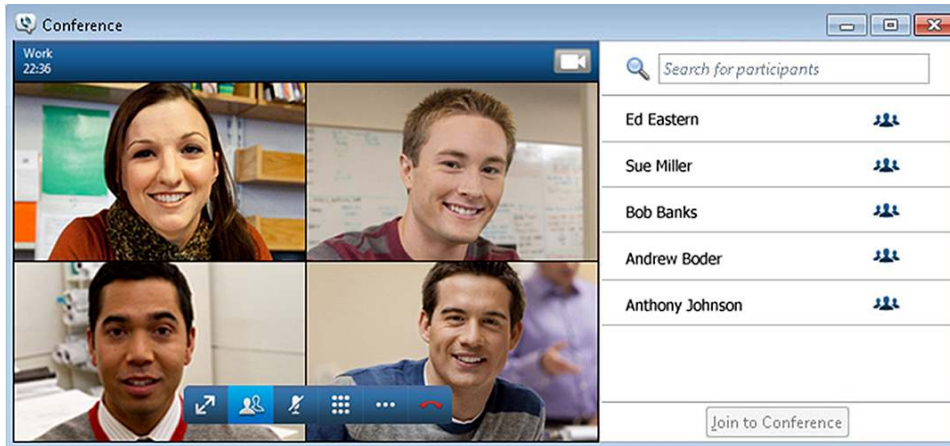 Conference
Work
22:36
Search for participants
Ed Eastern
Sue Miller
Bob Banks
Andrew Boder
Anthony Johnson
Join to Conference